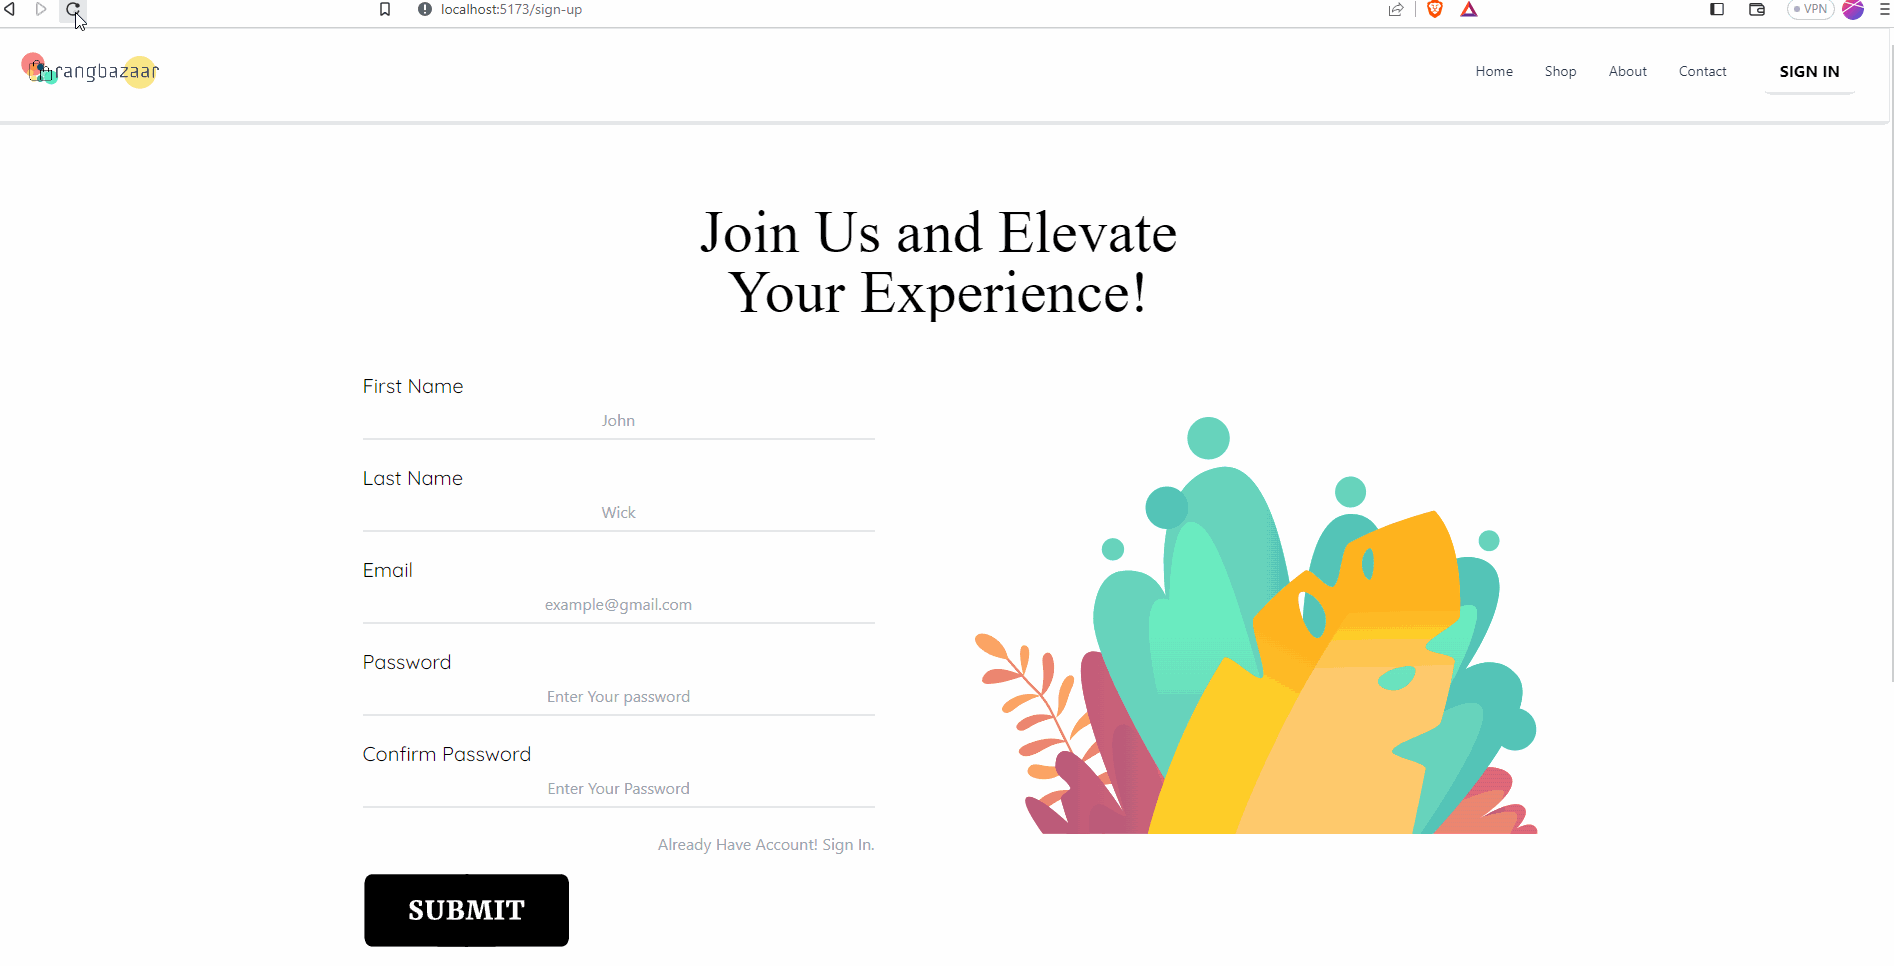 localhost:5173/sign-up
VPN
rangbazaar
Home
Shop
About
Contact
SIGN IN
Join Us and Elevate
Your Experience!
First Name
John
Last Name
Wick
Email
example@gmail.com
Password
Enter Your password
Confirm Password
Enter Your Password
Already Have Account! Sign In.
SUBMIT